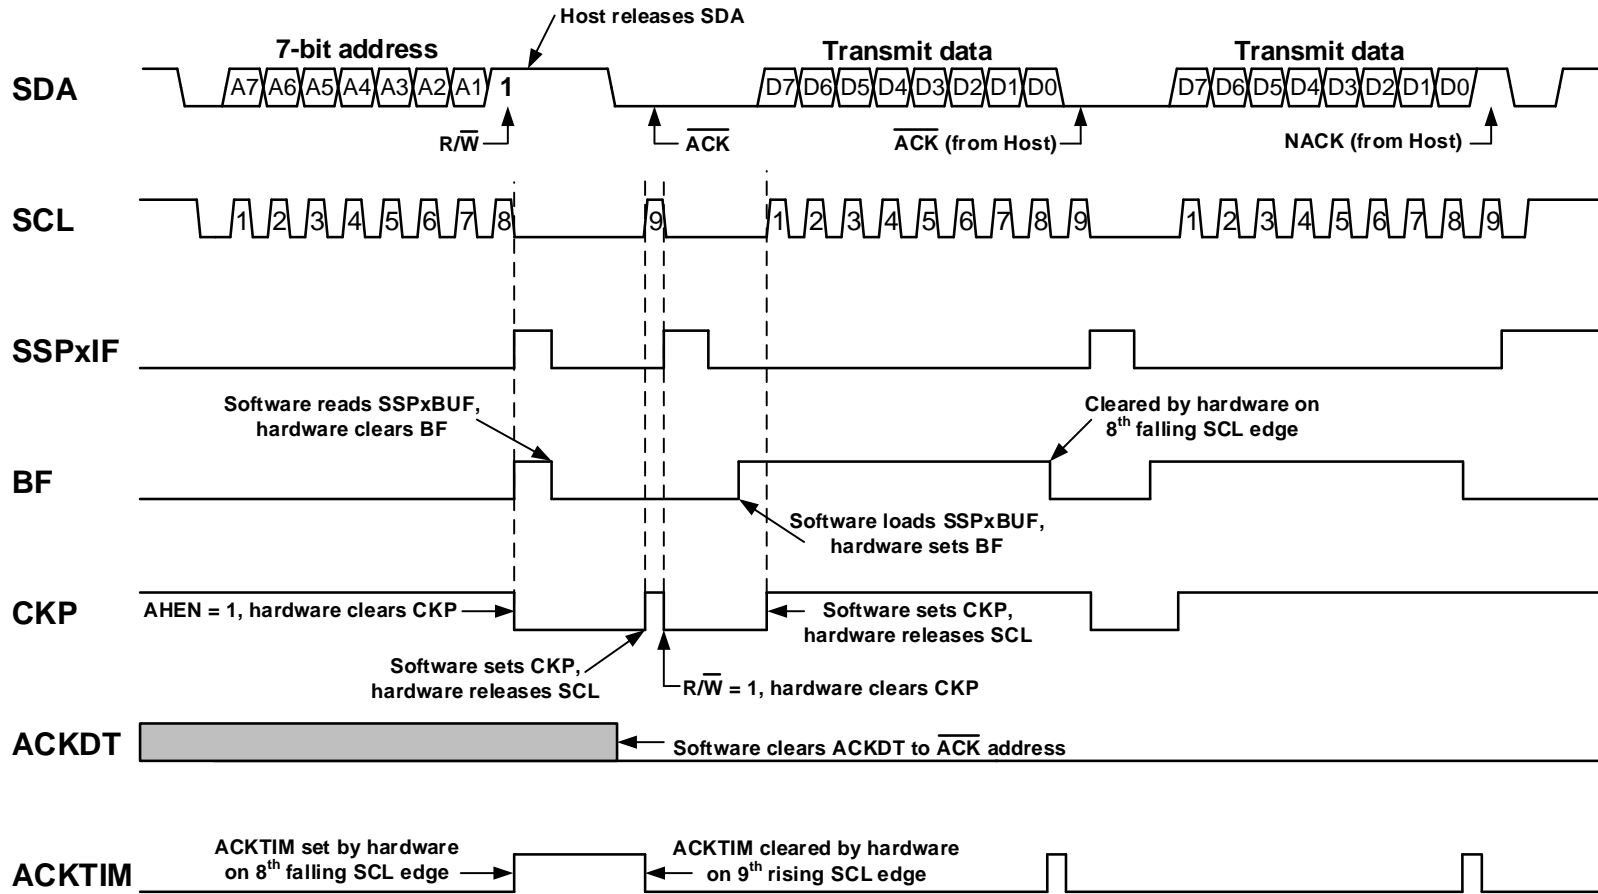 Host releases SDA
7-bit address
Transmit data
Transmit data
SDA
A7 A6 A5 A4 A3 A2 A1 1
D7 D6 D5 D4 D3 D2 D1 D0
D7 D6 D5 D4 D3 D2 D1 D0
R/W̅
A̅C̅K̅
A̅C̅K̅ (from Host)
NACK (from Host)
SCL
1 2 3 4 5 6 7 8 9
1 2 3 4 5 6 7 8 9
1 2 3 4 5 6 7 8 9
SSPxIF
Software reads SSPxBUF,
hardware clears BF
Cleared by hardware on
8th falling SCL edge
BF
Software loads SSPxBUF,
hardware sets BF
CKP
AHEN = 1, hardware clears CKP
Software sets CKP,
hardware releases SCL
Software sets CKP,
hardware releases SCL
R/W̅ = 1, hardware clears CKP
ACKDT
Software clears ACKDT to A̅C̅K̅ address
ACKTIM
ACKTIM set by hardware
on 8th falling SCL edge
ACKTIM cleared by hardware
on 9th rising SCL edge